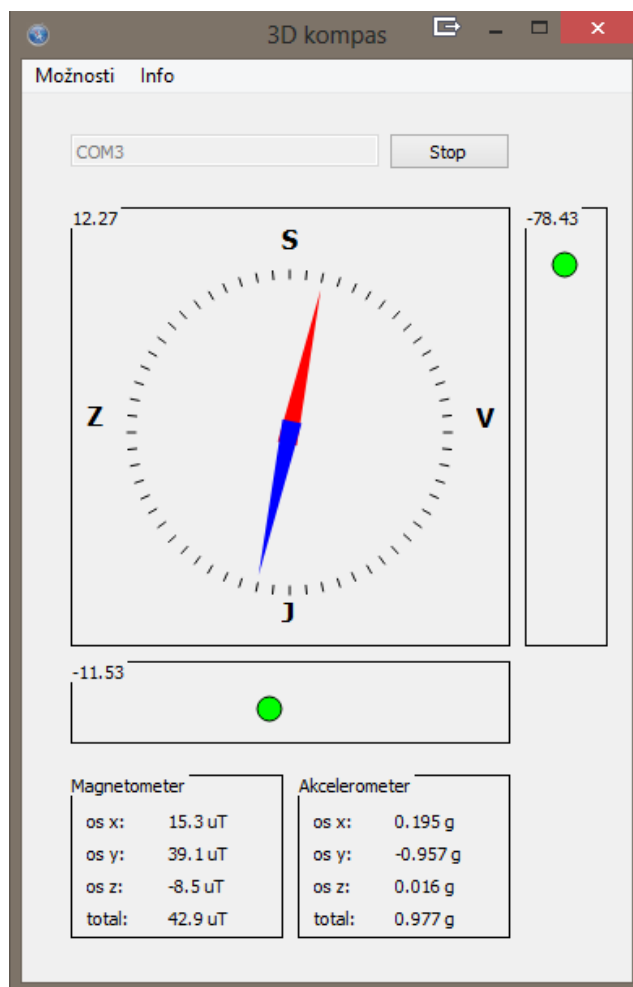 3D kompas
Možnosti Info
COM3
Stop
12.27
-78.43
S
Z
V
J
-11.53
Magnetometer
os x: 15.3 uT
os y: 39.1 uT
os z: -8.5 uT
total: 42.9 uT
Akcelerometer
os x: 0.195 g
os y: -0.957 g
os z: 0.016 g
total: 0.977 g